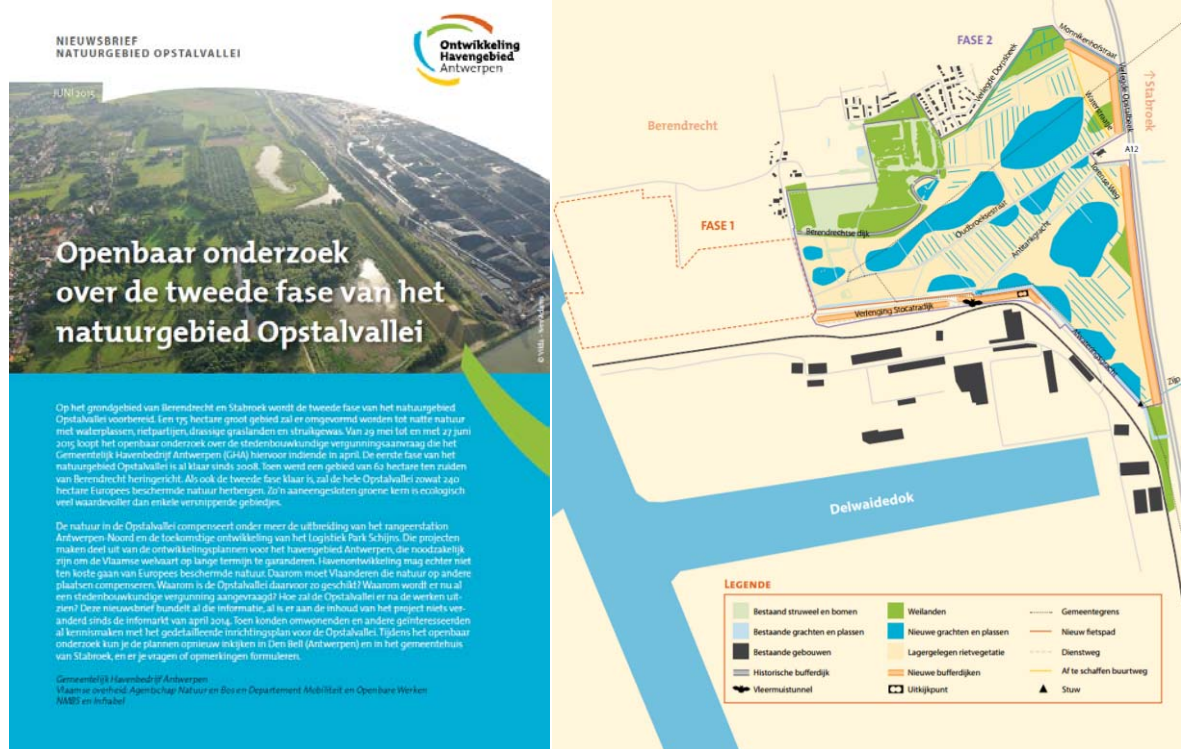 NIEUWSBRIEF
NATUURGEBIED OPSTALVALLEI
Ontwikkeling
Havengebied
Antwerpen
JUNI 2015
Openbaar onderzoek
over de tweede fase van het
natuurgebied Opstalvallei
Op het grondgebied van Berendrecht en Stabroek wordt de tweede fase van het natuurgebied
Opstalvallei voorbereid. Een 175 hectare groot gebied zal er omgevormd worden tot natte natuur
met waterplassen, rietpartijen, drassige graslanden en struikgewas. Van 29 mei tot en met 27 juni
2015 loopt het openbaar onderzoek over de stedenbouwkundige vergunningsaanvraag die het
Gemeentelijk Havenbedrijf Antwerpen (GHA) hiervoor indiende in april. De eerste fase van het
natuurgebied Opstalvallei is al klaar sinds 2008. Toen werd een gebied van 62 hectare ten zuiden
van Berendrecht heringericht. Als ook de tweede fase klaar is, zal de hele Opstalvallei zowat 240
hectare Europees beschermde natuur herbergen. Zo'n aaneengesloten groene kern is ecologisch
veel waardevoller dan enkele versnipperde gebiedjes.
De natuur in de Opstalvallei compenseert onder meer de uitbreiding van het rangeerstation
Antwerpen-Noord en de toekomstige ontwikkeling van het Logistiek Park Schijns. Die projecten
maken deel uit van de ontwikkelingsplannen voor het havengebied Antwerpen, die noodzakelijk
zijn om de Vlaamse welvaart op lange termijn te garanderen. Havenontwikkeling mag echter niet
ten koste gaan van Europees beschermde natuur. Daarom moet Vlaanderen die natuur op andere
plaatsen compenseren. Waarom is de Opstalvallei daarvoor zo geschikt? Waarom wordt er nu al
een stedenbouwkundige vergunning aangevraagd? Hoe zal de Opstalvallei er na de werken uit-
zien? Deze nieuwsbrief bundelt al die informatie, al is er aan de inhoud van het project niets ver-
anderd sinds de infomarkt van april 2014. Toen konden omwonenden en andere geïnteresseerden
al kennismaken met het gedetailleerde inrichtingsplan voor de Opstalvallei. Tijdens het openbaar
onderzoek kun je de plannen opnieuw inkijken in Den Bell (Antwerpen) en in het gemeentehuis
van Stabroek, en er je vragen of opmerkingen formuleren.
Gemeentelijk Havenbedrijf Antwerpen
Vlaamse overheid: Agentschap Natuur en Bos en Departement Mobiliteit en Openbare Werken
NMBS en Infrabel
FASE 2
Monnikenhofstraat
Verlegde Dorpsbeek
Verlegde Opstalbeek
Stabroek
Berendrecht
Waterstraatje
A12
FASE 1
Oudbroeksestraat
Berendrechtse dijk
Antitankgracht
Verlenging Stocatradijk
Zijp
Delwaidedok
LEGENDE
Bestaand struweel en bomen
Weilanden
Gemeentegrens
Bestaande grachten en plassen
Nieuwe grachten en plassen
Nieuw fietspad
Bestaande gebouwen
Lagergelegen rietvegetatie
Dienstweg
Historische bufferdijk
Nieuwe bufferdijken
Af te schaffen buurtweg
Vleermuistunnel
Uitkijkpunt
Stuw